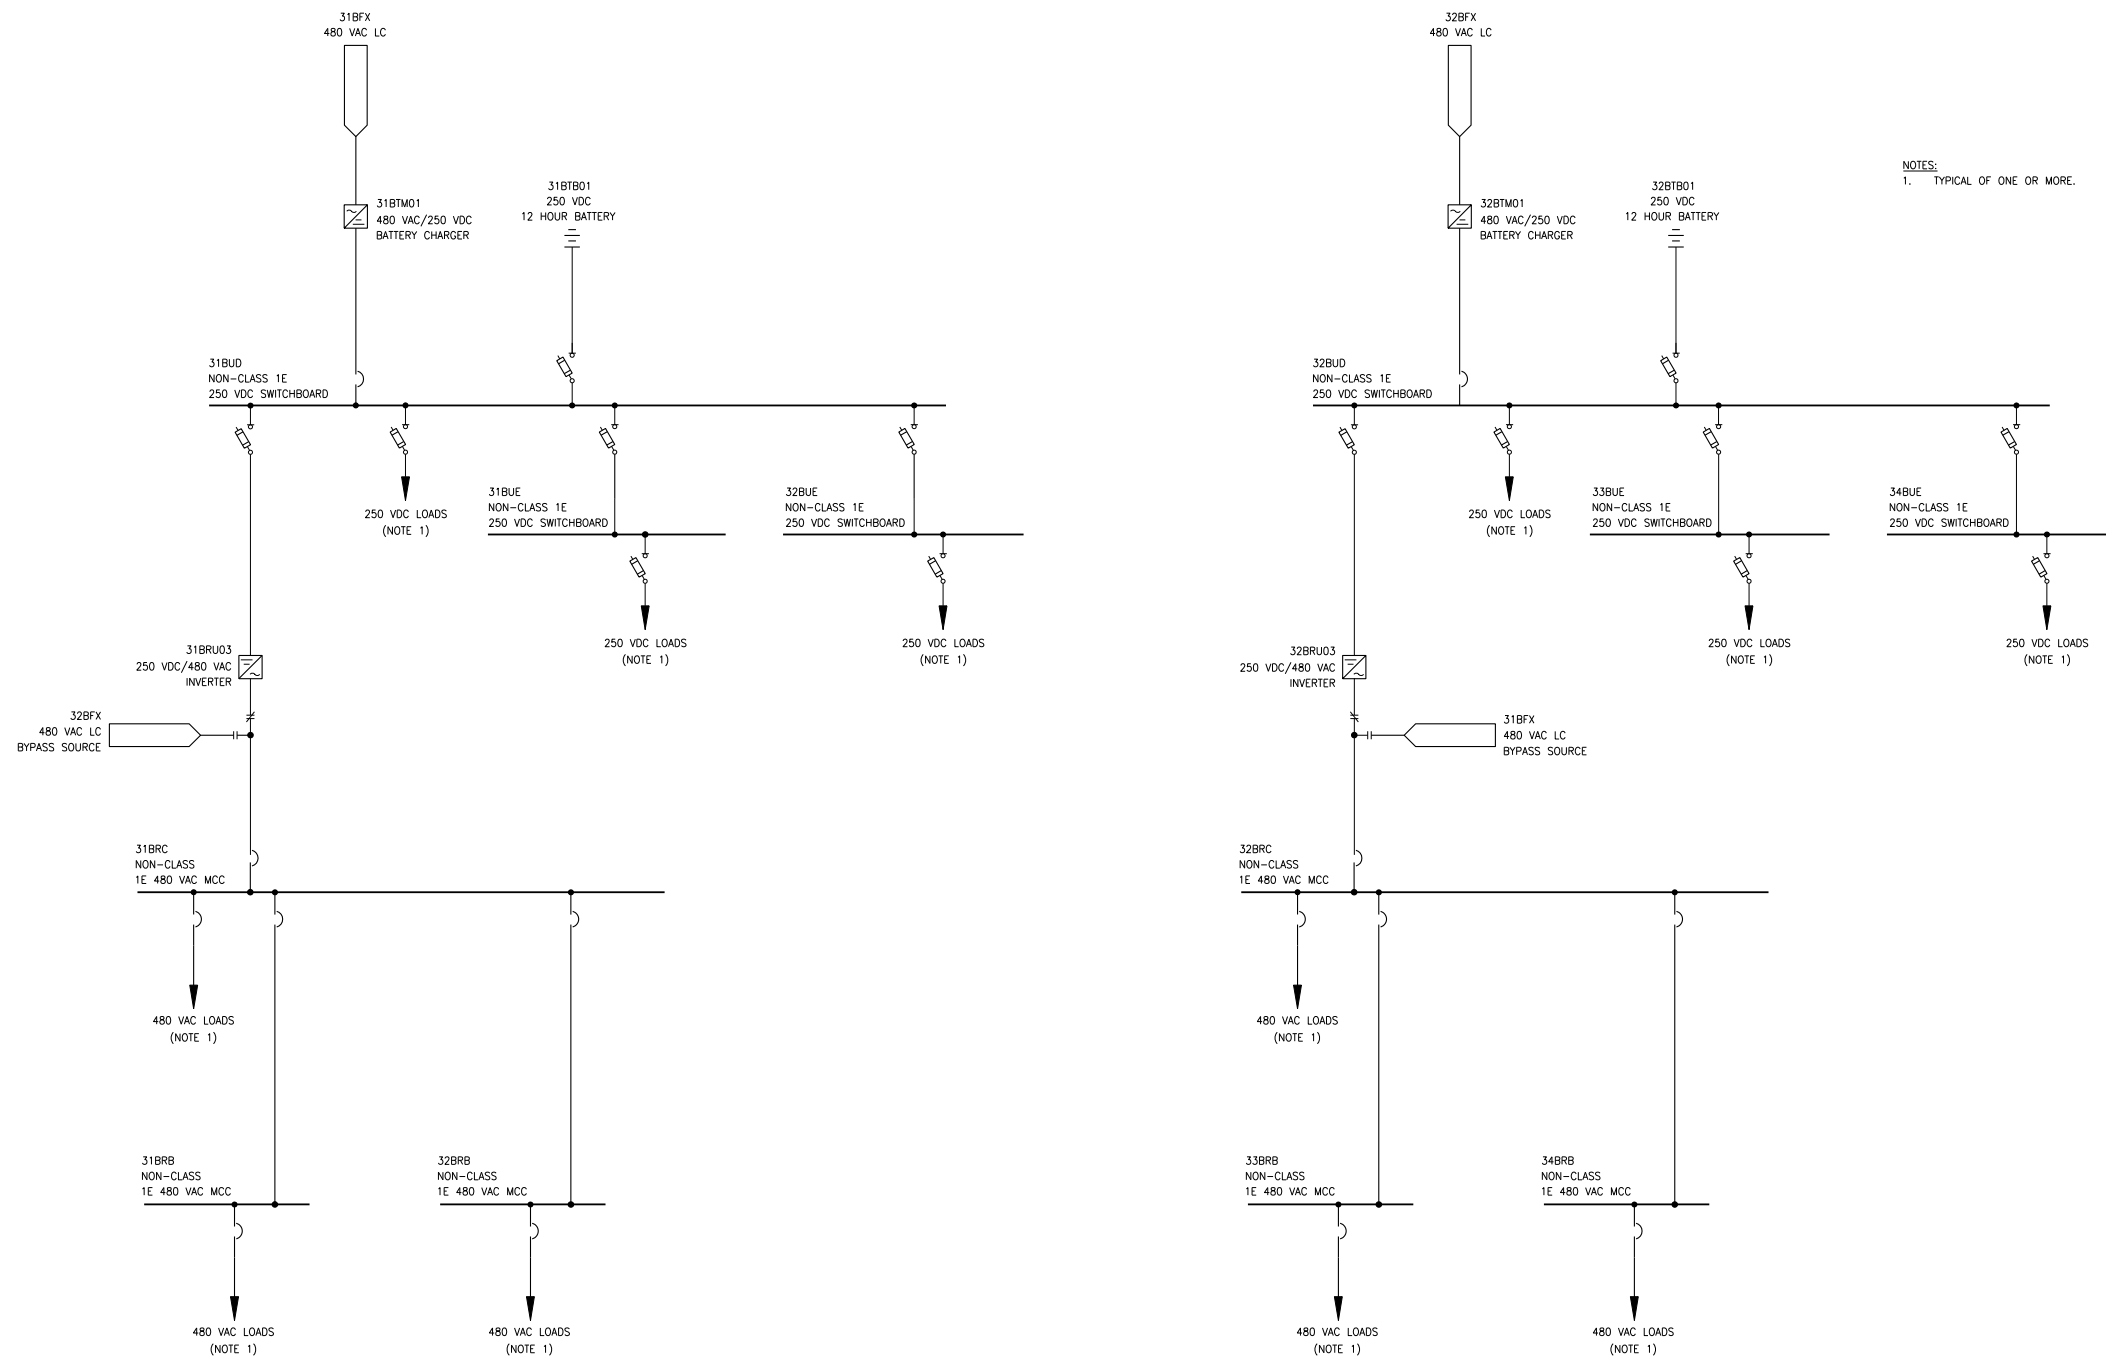 31BFX
480 VAC LC
32BFX
480 VAC LC
NOTES:
1. TYPICAL OF ONE OR MORE.
31BTM01
480 VAC/250 VDC
BATTERY CHARGER
31BTB01
250 VDC
12 HOUR BATTERY
32BTM01
480 VAC/250 VDC
BATTERY CHARGER
32BTB01
250 VDC
12 HOUR BATTERY
31BUD
NON-CLASS 1E
250 VDC SWITCHBOARD
32BUD
NON-CLASS 1E
250 VDC SWITCHBOARD
250 VDC LOADS
(NOTE 1)
31BUE
NON-CLASS 1E
250 VDC SWITCHBOARD
32BUE
NON-CLASS 1E
250 VDC SWITCHBOARD
250 VDC LOADS
(NOTE 1)
33BUE
NON-CLASS 1E
250 VDC SWITCHBOARD
34BUE
NON-CLASS 1E
250 VDC SWITCHBOARD
250 VDC LOADS
(NOTE 1)
250 VDC LOADS
(NOTE 1)
250 VDC LOADS
(NOTE 1)
250 VDC LOADS
(NOTE 1)
31BRU03
250 VDC/480 VAC
INVERTER
32BRU03
250 VDC/480 VAC
INVERTER
32BFX
480 VAC LC
BYPASS SOURCE
31BFX
480 VAC LC
BYPASS SOURCE
31BRC
NON-CLASS
1E 480 VAC MCC
32BRC
NON-CLASS
1E 480 VAC MCC
480 VAC LOADS
(NOTE 1)
480 VAC LOADS
(NOTE 1)
31BRB
NON-CLASS
1E 480 VAC MCC
32BRB
NON-CLASS
1E 480 VAC MCC
33BRB
NON-CLASS
1E 480 VAC MCC
34BRB
NON-CLASS
1E 480 VAC MCC
480 VAC LOADS
(NOTE 1)
480 VAC LOADS
(NOTE 1)
480 VAC LOADS
(NOTE 1)
480 VAC LOADS
(NOTE 1)